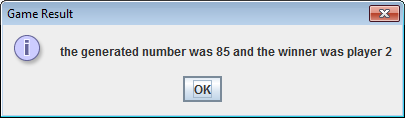 Game Result
the generated number was 85 and the winner was player 2
OK